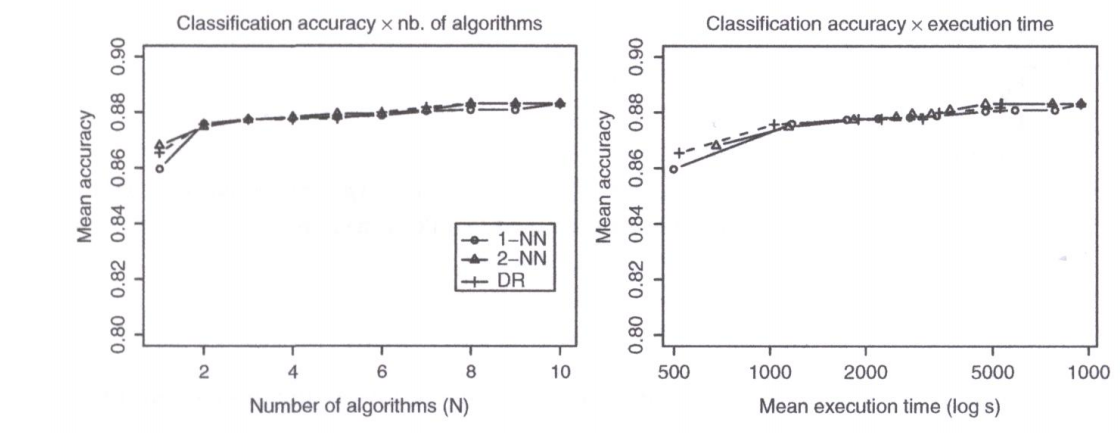 Classification accuracy × nb. of algorithms
Mean accuracy
0.90
0.88
0.86
0.84
0.82
0.80
1−NN
2−NN
DR
2 4 6 8 10
Number of algorithms (N)
Classification accuracy × execution time
Mean accuracy
0.90
0.88
0.86
0.84
0.82
0.80
500 1000 2000 5000 1000
Mean execution time (log s)